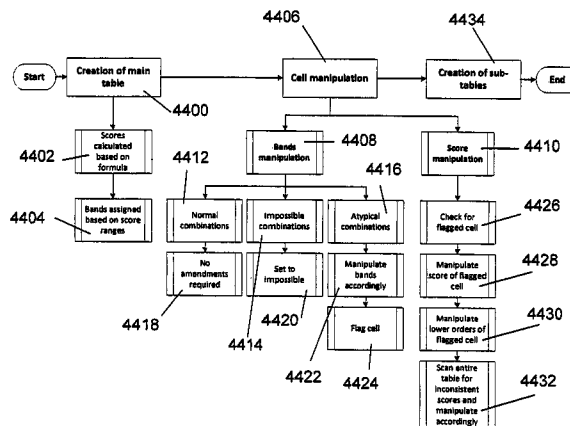 4406
4434
Start
Creation of main
table
Cell manipulation
Creation of sub-
tables
End
4400
4402
Scores
calculated
based on
formula
Bands
manipulation
4408
Score
manipulation
4410
4412
4416
4404
Bands assigned
based on score
ranges
Normal
combinations
Impossible
combinations
Atypical
combinations
Check for
flagged cell
4426
No
amendments
required
Set to
impossible
Manipulate
bands
accordingly
Manipulate
score of flagged
cell
4428
4418
4414
4420
4422
Flag cell
4424
Manipulate
lower orders of
flagged cell
4430
Scan entire
table for
inconsistent
scores and
manipulate
accordingly
4432